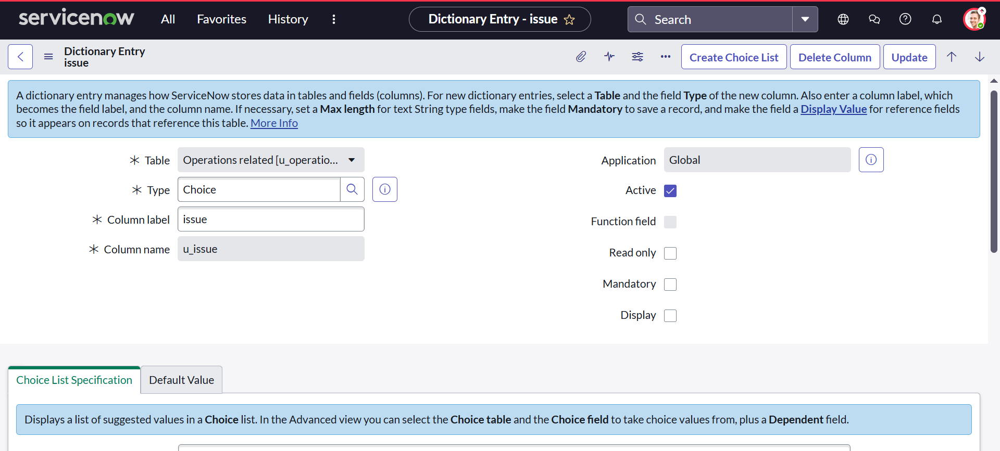 servicenow
All
Favorites
History
Dictionary Entry - issue
Search
Dictionary Entry
issue
Create Choice List
Delete Column
Update
A dictionary entry manages how ServiceNow stores data in tables and fields (columns). For new dictionary entries, select a Table and the field Type of the new column. Also enter a column label, which
becomes the field label, and the column name. If necessary, set a Max length for text String type fields, make the field Mandatory to save a record, and make the field a Display Value for reference fields
so it appears on records that reference this table. More Info
Table
Operations related [u_operatio...
Type
Choice
Column label
issue
Column name
u_issue
Application
Global
Active
Function field
Read only
Mandatory
Display
Choice List Specification
Default Value
Displays a list of suggested values in a Choice list. In the Advanced view you can select the Choice table and the Choice field to take choice values from, plus a Dependent field.